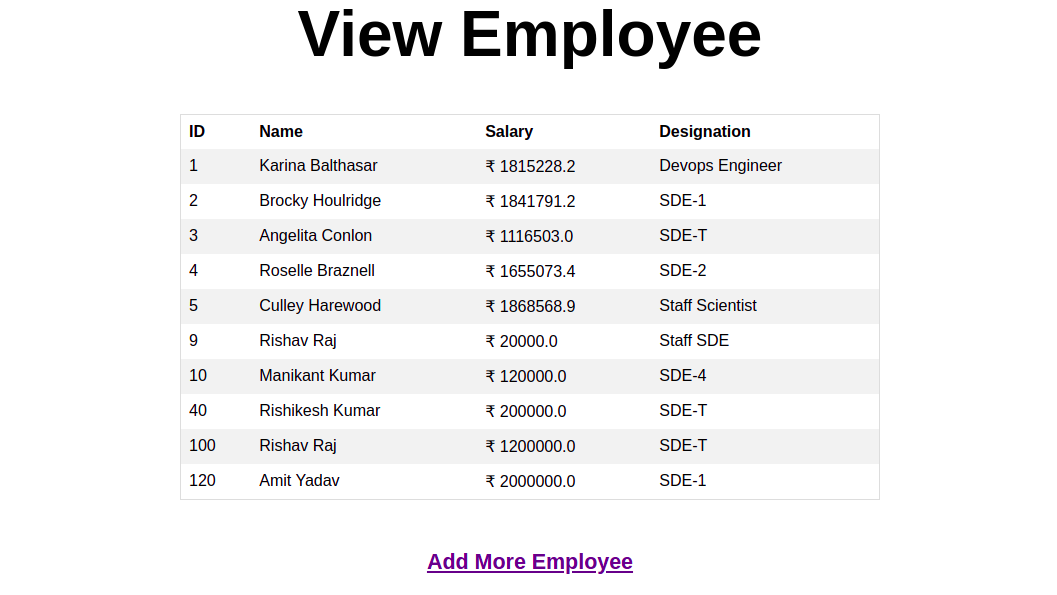 View Employee
ID Name Salary Designation
1 Karina Balthasar ₹ 1815228.2 Devops Engineer
2 Brocky Houlridge ₹ 1841791.2 SDE-1
3 Angelita Conlon ₹ 1116503.0 SDE-T
4 Roselle Braznell ₹ 1655073.4 SDE-2
5 Culley Harewood ₹ 1868568.9 Staff Scientist
9 Rishav Raj ₹ 20000.0 Staff SDE
10 Manikant Kumar ₹ 120000.0 SDE-4
40 Rishikesh Kumar ₹ 200000.0 SDE-T
100 Rishav Raj ₹ 1200000.0 SDE-T
120 Amit Yadav ₹ 2000000.0 SDE-1
Add More Employee